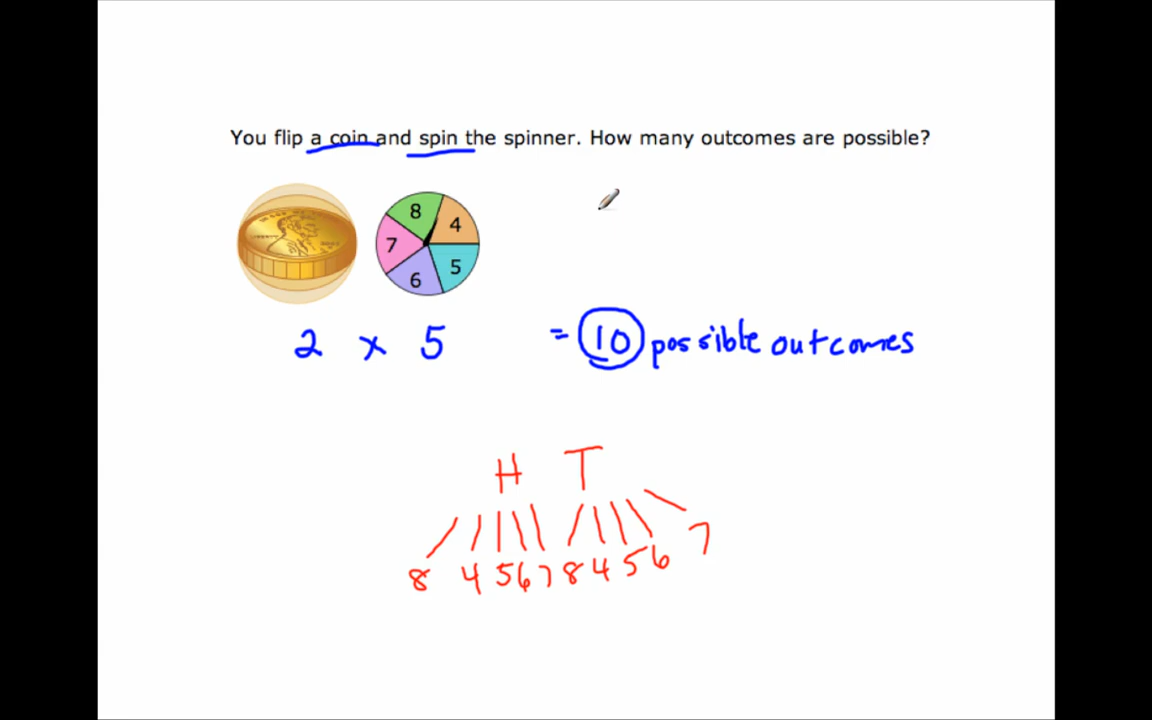 You flip a coin and spin the spinner. How many outcomes are possible?
8 4
7
5
6
2 x 5 = 10 possible outcomes
H T
8 4 5 6 7 8 4 5 6 7